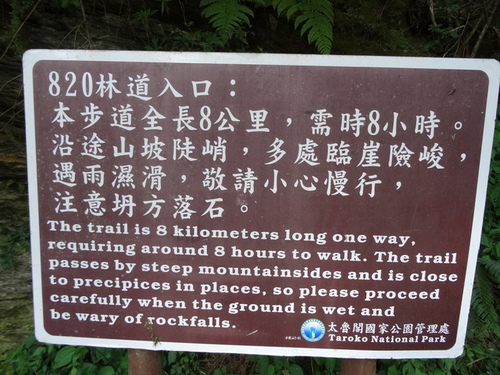 820林道入口：
本步道全長8公里，需時8小時。
沿途山坡陡峭，多處臨崖險峻，
遇雨濕滑，敬請小心慢行，
注意坍方落石。
The trail is 8 kilometers long one way,
requiring around 8 hours to walk. The trail
passes by steep mountainsides and is close
to precipices in places, so please proceed
carefully when the ground is wet and
be wary of rockfalls.
太魯閣國家公園管理處
Taroko National Park